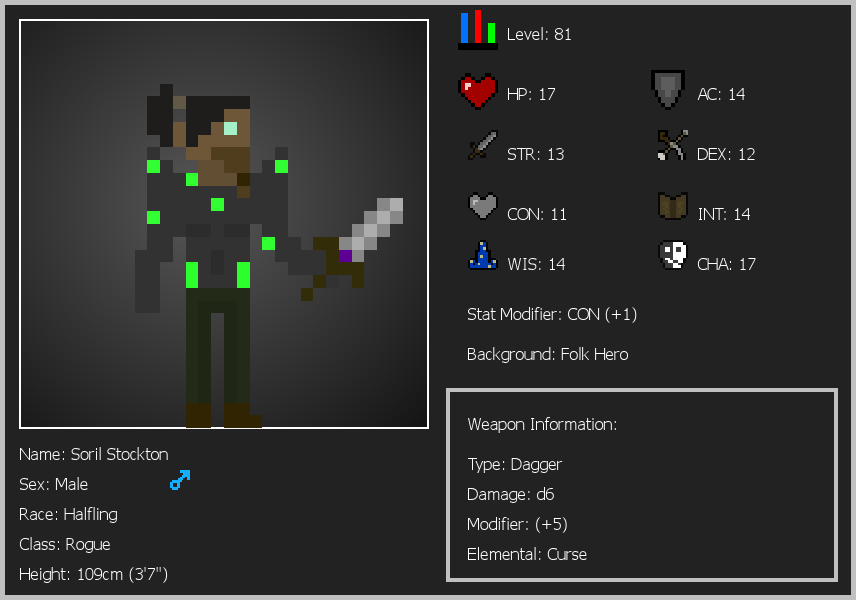 Level: 81
HP: 17
AC: 14
STR: 13
DEX: 12
CON: 11
INT: 14
WIS: 14
CHA: 17
Stat Modifier: CON (+1)
Background: Folk Hero
Weapon Information:
Type: Dagger
Damage: d6
Modifier: (+5)
Elemental: Curse
Name: Soril Stockton
Sex: Male
Race: Halfling
Class: Rogue
Height: 109cm (3'7")